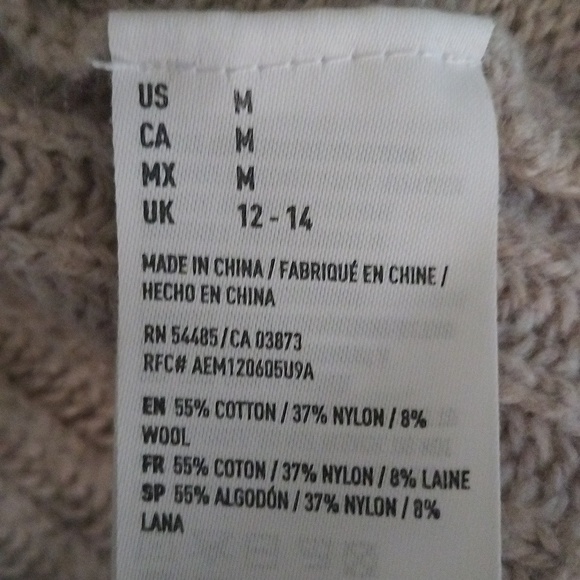 US M
CA M
MX M
UK 12 - 14
MADE IN CHINA / FABRIQUÉ EN CHINE /
HECHO EN CHINA
RN 54485/CA 03873
RFC# AEM120605U9A
EN 55% COTTON / 37% NYLON / 8%
WOOL
FR 55% COTON / 37% NYLON / 8% LAINE
SP 55% ALGODÓN / 37% NYLON / 8%
LANA